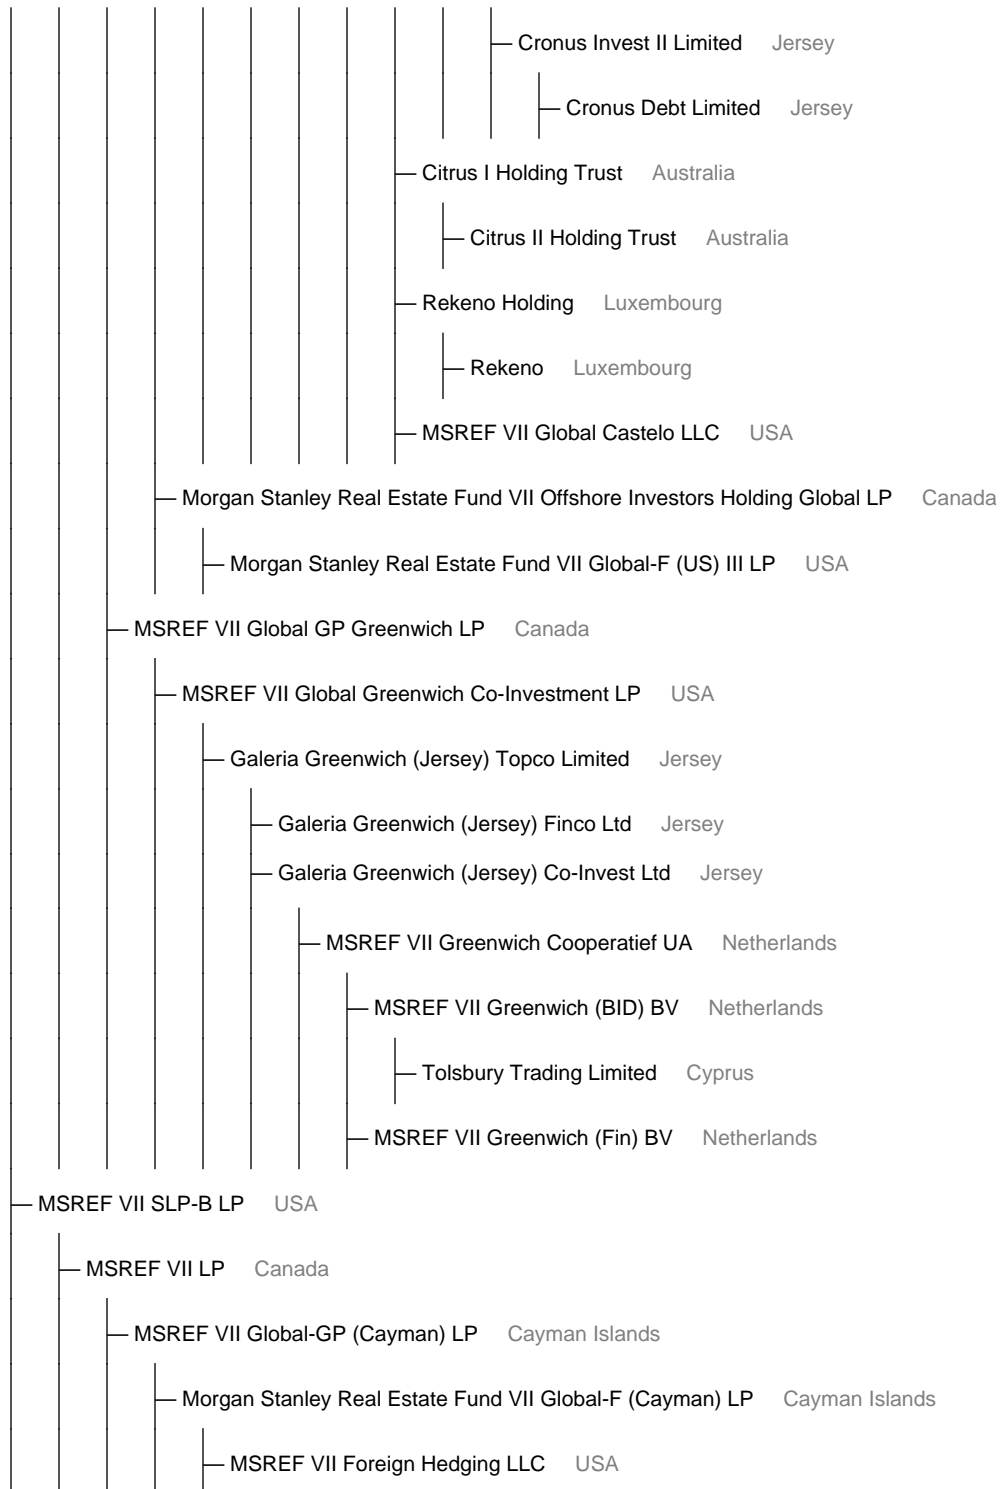 Cronus Invest II Limited Jersey
Cronus Debt Limited Jersey
Citrus I Holding Trust Australia
Citrus II Holding Trust Australia
Rekeno Holding Luxembourg
Rekeno Luxembourg
MSREF VII Global Castelo LLC USA
Morgan Stanley Real Estate Fund VII Offshore Investors Holding Global LP Canada
Morgan Stanley Real Estate Fund VII Global-F (US) III LP USA
MSREF VII Global GP Greenwich LP Canada
MSREF VII Global Greenwich Co-Investment LP USA
Galeria Greenwich (Jersey) Topco Limited Jersey
Galeria Greenwich (Jersey) Finco Ltd Jersey
Galeria Greenwich (Jersey) Co-Invest Ltd Jersey
MSREF VII Greenwich Cooperatief UA Netherlands
MSREF VII Greenwich (BID) BV Netherlands
Tolsbury Trading Limited Cyprus
MSREF VII Greenwich (Fin) BV Netherlands
MSREF VII SLP-B LP USA
MSREF VII LP Canada
MSREF VII Global-GP (Cayman) LP Cayman Islands
Morgan Stanley Real Estate Fund VII Global-F (Cayman) LP Cayman Islands
MSREF VII Foreign Hedging LLC USA